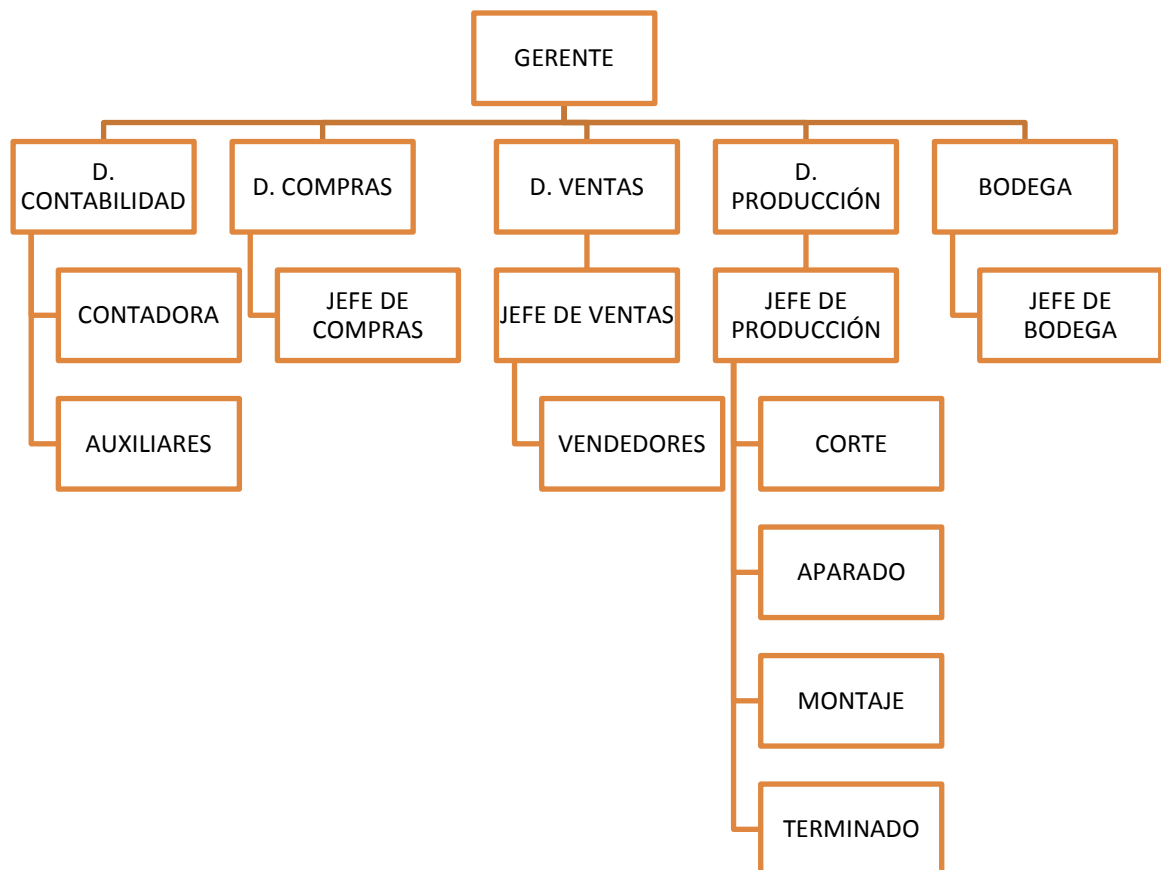 GERENTE
D.
CONTABILIDAD
D. COMPRAS
D. VENTAS
D.
PRODUCCIÓN
BODEGA
CONTADORA
JEFE DE
COMPRAS
JEFE DE VENTAS
JEFE DE
PRODUCCIÓN
JEFE DE
BODEGA
AUXILIARES
VENDEDORES
CORTE
APARADO
MONTAJE
TERMINADO